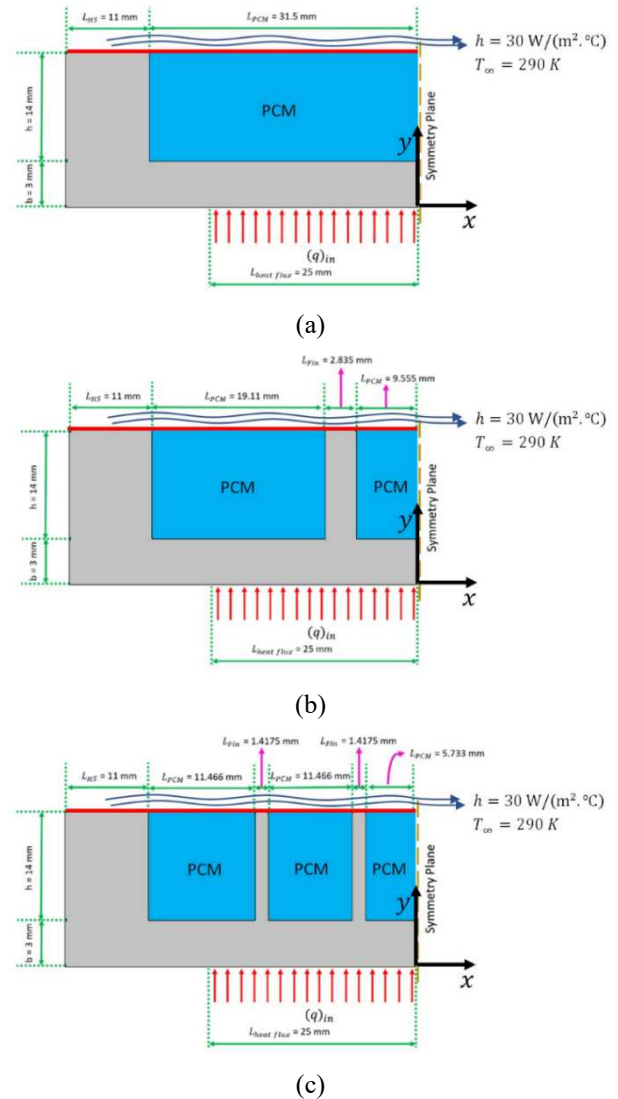 L_HS = 11 mm
L_PCM = 31.5 mm
h = 30 W/(m². °C)
T∞ = 290 K
h = 14 mm
PCM
b = 3 mm
y
Symmetry Plane
x
(q)in
L_heat flux = 25 mm
(a)
L_Fin = 2.835 mm
L_HS = 11 mm
L_PCM = 19.11 mm
L_PCM = 9.555 mm
h = 30 W/(m². °C)
T∞ = 290 K
h = 14 mm
PCM
PCM
b = 3 mm
y
Symmetry Plane
x
(q)in
L_heat flux = 25 mm
(b)
L_Fin = 1.4175 mm
L_Fin = 1.4175 mm
L_PCM = 5.733 mm
L_HS = 11 mm
L_PCM = 11.466 mm
L_PCM = 11.466 mm
h = 30 W/(m². °C)
T∞ = 290 K
h = 14 mm
PCM
PCM
PCM
b = 3 mm
y
Symmetry Plane
x
(q)in
L_heat flux = 25 mm
(c)